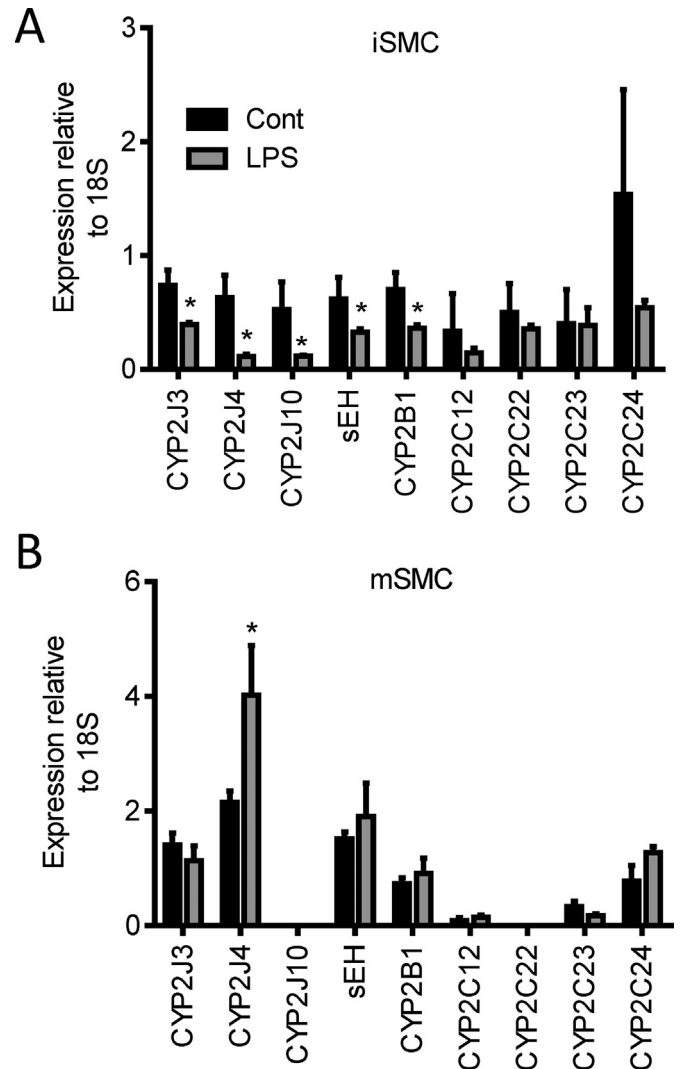 A
iSMC
3
2
1
0
Expression relative
to 18S
Cont
LPS
*
*
*
*
*
CYP2J3
CYP2J4
CYP2J10
sEH
CYP2B1
CYP2C12
CYP2C22
CYP2C23
CYP2C24
B
mSMC
6
4
2
0
Expression relative
to 18S
*
CYP2J3
CYP2J4
CYP2J10
sEH
CYP2B1
CYP2C12
CYP2C22
CYP2C23
CYP2C24